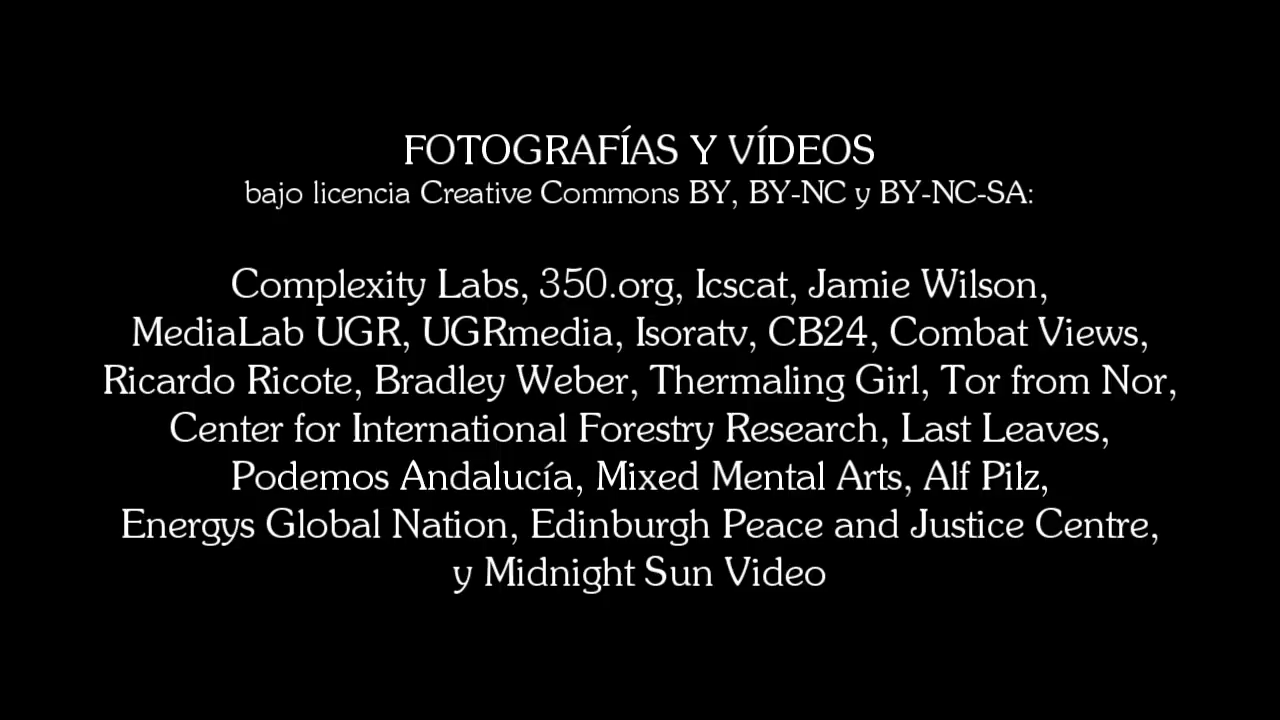 FOTOGRAFÍAS Y VÍDEOS
bajo licencia Creative Commons BY, BY-NC y BY-NC-SA:
Complexity Labs, 350.org, Icscat, Jamie Wilson,
MediaLab UGR, UGRmedia, Isoratv, CB24, Combat Views,
Ricardo Ricote, Bradley Weber, Thermaling Girl, Tor from Nor,
Center for International Forestry Research, Last Leaves,
Podemos Andalucía, Mixed Mental Arts, Alf Pilz,
Energys Global Nation, Edinburgh Peace and Justice Centre,
y Midnight Sun Video